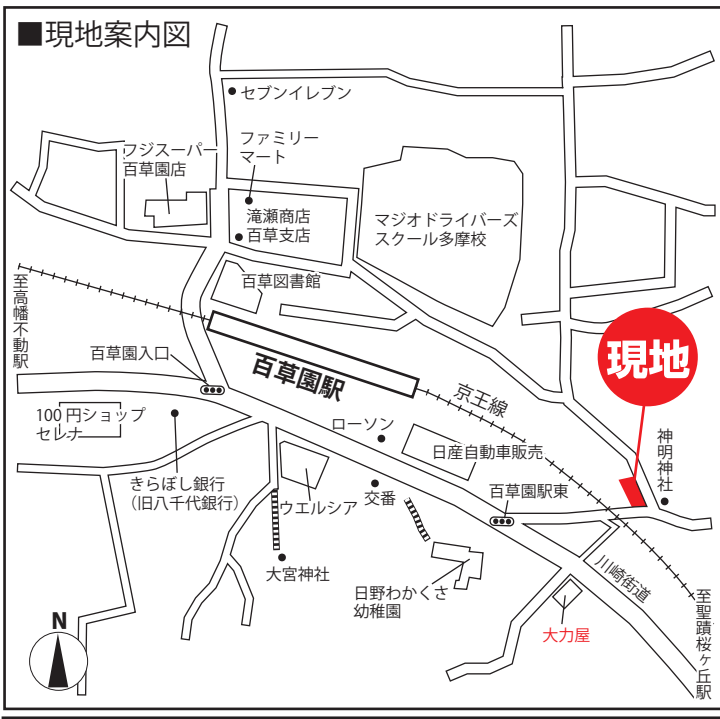 ■現地案内図
セブンイレブン
フジスーパー
百草園店
ファミリー
マート
滝瀬商店
百草支店
マジオドライバーズ
スクール多摩校
百草図書館
至高幡不動駅
百草園入口
百草園駅
京王線
現地
100円ショップ
セレナ
ローソン
日産自動車販売
神明神社
きらぼし銀行
（旧八千代銀行）
ウエルシア
交番
百草園駅東
大宮神社
日野わかくさ
幼稚園
川崎街道
大力屋
至聖蹟桜ヶ丘駅
N